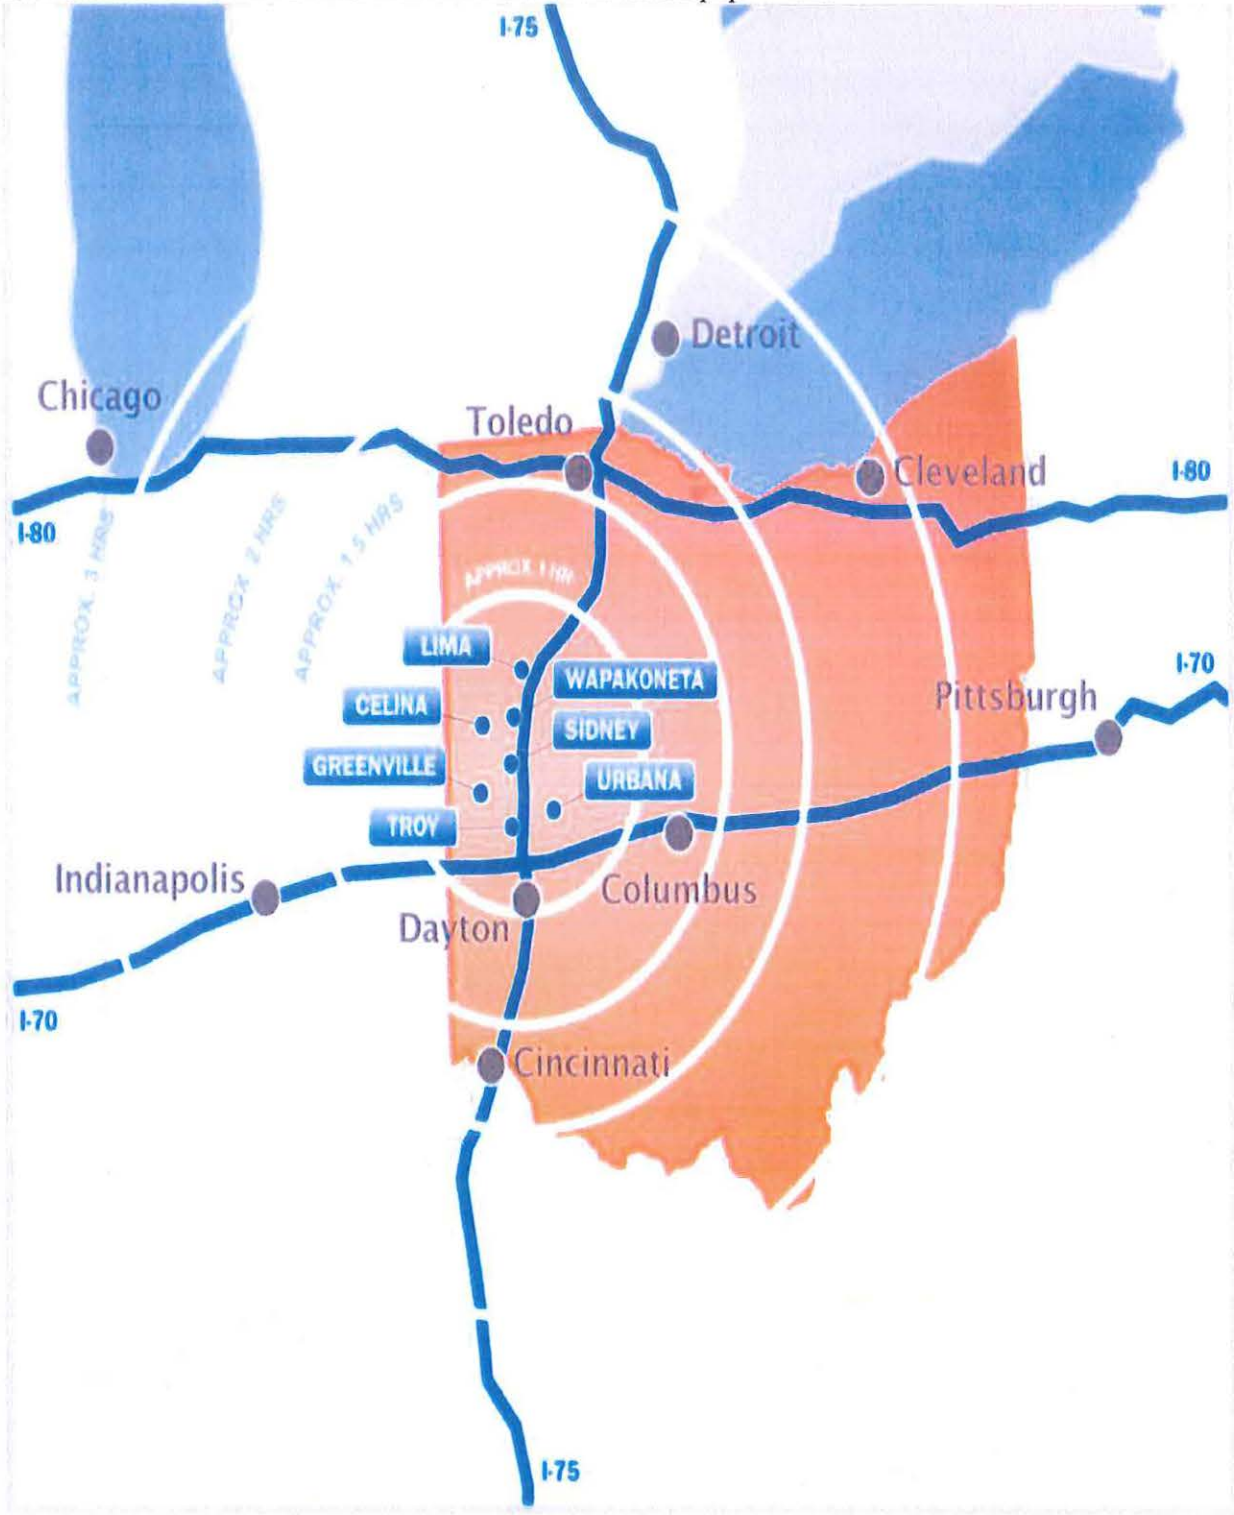 I-75
Detroit
Chicago
Toledo
Cleveland
I-80
I-80
APPROX. 3 HRS
APPROX 2 HRS
APPROX. 1.5 HRS
APPROX 1 HR
LIMA
WAPAKONETA
I-70
CELINA
Pittsburgh
SIDNEY
GREENVILLE
URBANA
TROY
Indianapolis
Columbus
Dayton
I-70
Cincinnati
I-75